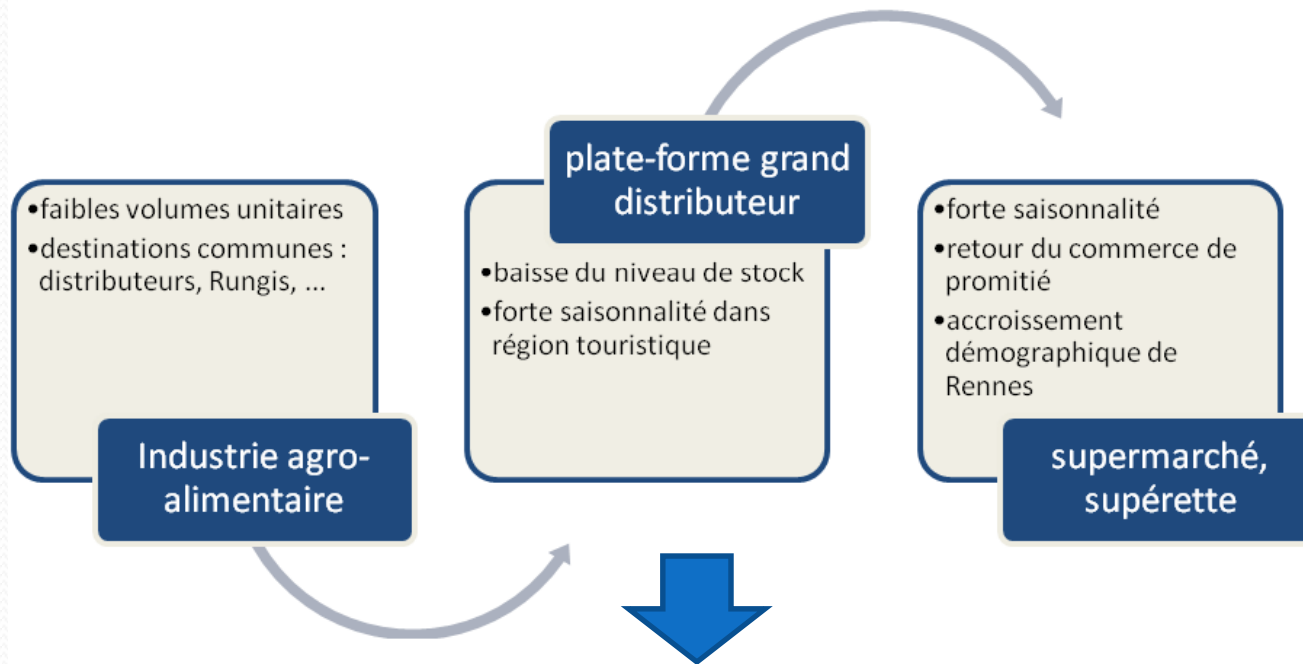 •faibles volumes unitaires
•destinations communes :
distributeurs, Rungis, ...
Industrie agro-
alimentaire
plate-forme grand
distributeur
•baisse du niveau de stock
•forte saisonnalité dans
région touristique
•forte saisonnalité
•retour du commerce de
promitié
•accroissement
démographique de
Rennes
supermarché,
supérette